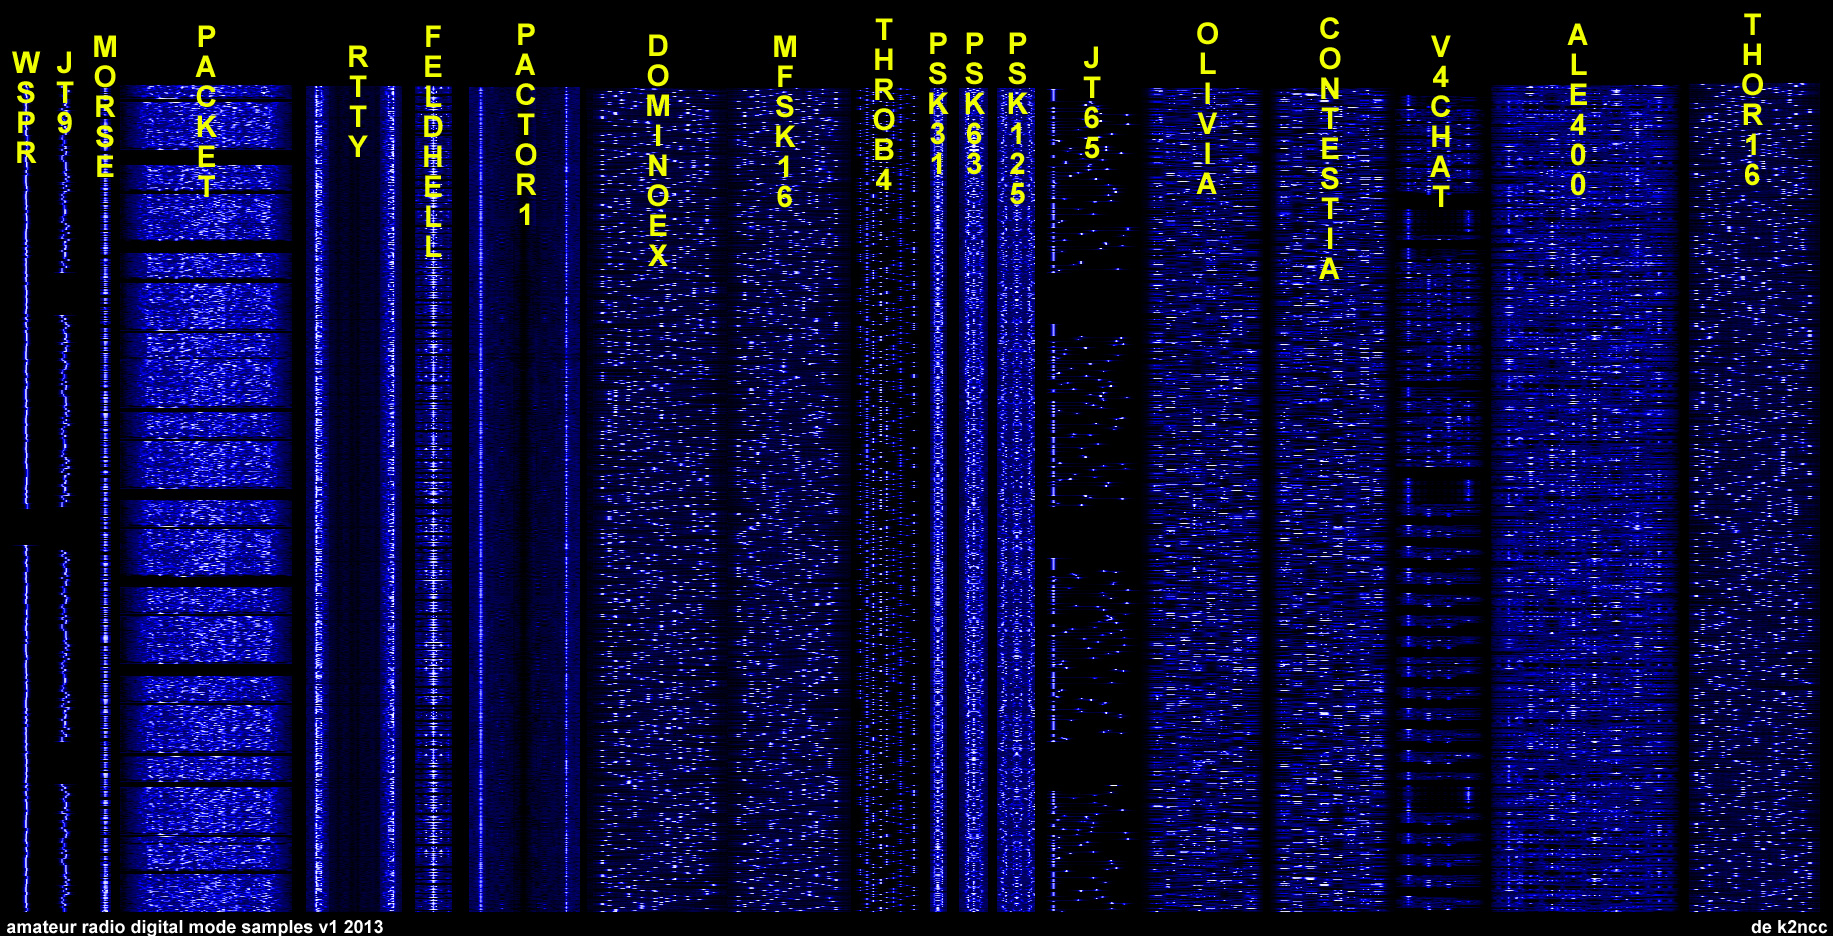 WSPR
JT9
MORSE
PACKET
RTTY
FELDHELL
PACTOR1
DOMINOEX
MFSK16
THROB4
PSK31
PSK63
PSK125
JT65
OLIVIA
CONTESTIA
V4CHAT
ALE400
THOR16
amateur radio digital mode samples v1 2013
de k2ncc